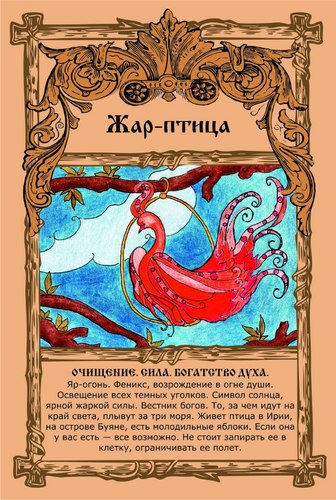 Жар-птица
ОЧИЩЕНИЕ. СИЛА. БОГАТСТВО ДУХА.
Яр-огонь. Феникс, возрождение в огне души.
Освещение всех темных уголков. Символ солнца,
ярной жаркой силы. Вестник богов. То, за чем идут на
край света, плывут за три моря. Живет птица в Ирии,
на острове Буяне, есть молодильные яблоки. Если она
у вас есть — все возможно. Не стоит запирать ее в
клетку, ограничивать ее полет.